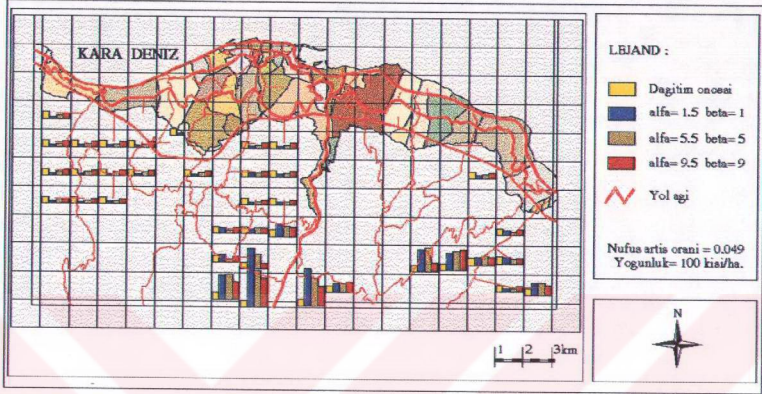 KARA DENIZ
LEJAND :
Dagitim oncesi
alfa= 1.5 beta= 1
alfa= 5.5 beta= 5
alfa= 9.5 beta= 9
Yol agi
Nufus artis orani = 0.049
Yogunluk= 100 kisi/ha.
N
1 2 3km